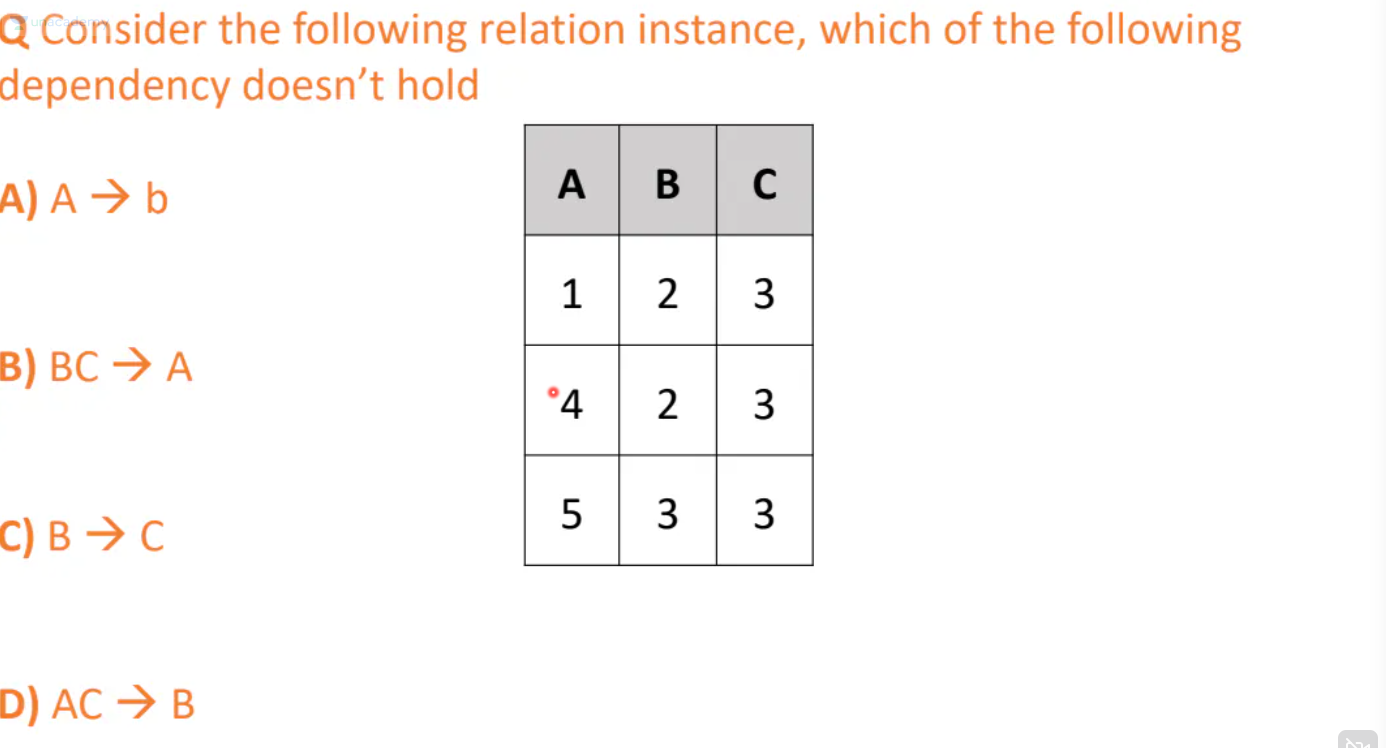 Q Consider the following relation instance, which of the following
dependency doesn't hold
A) A → b
B) BC → A
C) B → C
D) AC → B
A B C
1 2 3
4 2 3
5 3 3